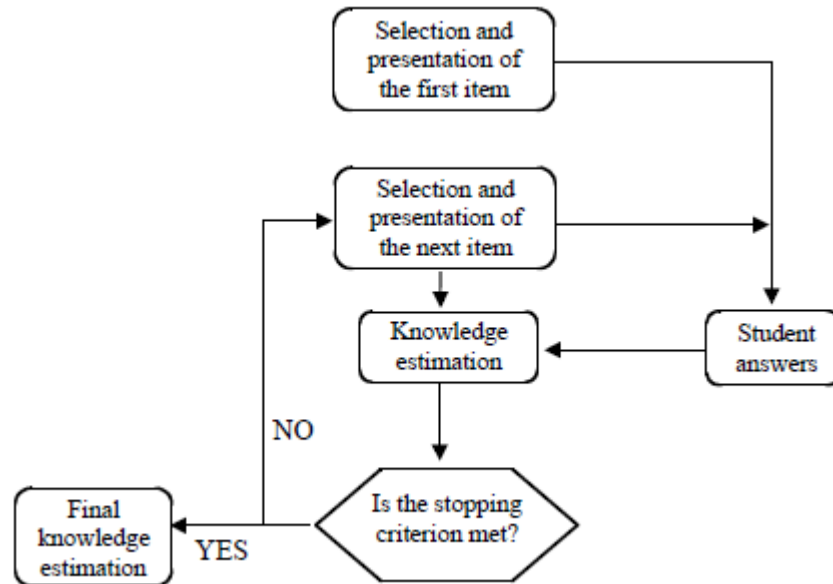 Selection and
presentation of
the first item
Selection and
presentation of
the next item
Knowledge
estimation
Student
answers
NO
Is the stopping
criterion met?
YES
Final
knowledge
estimation